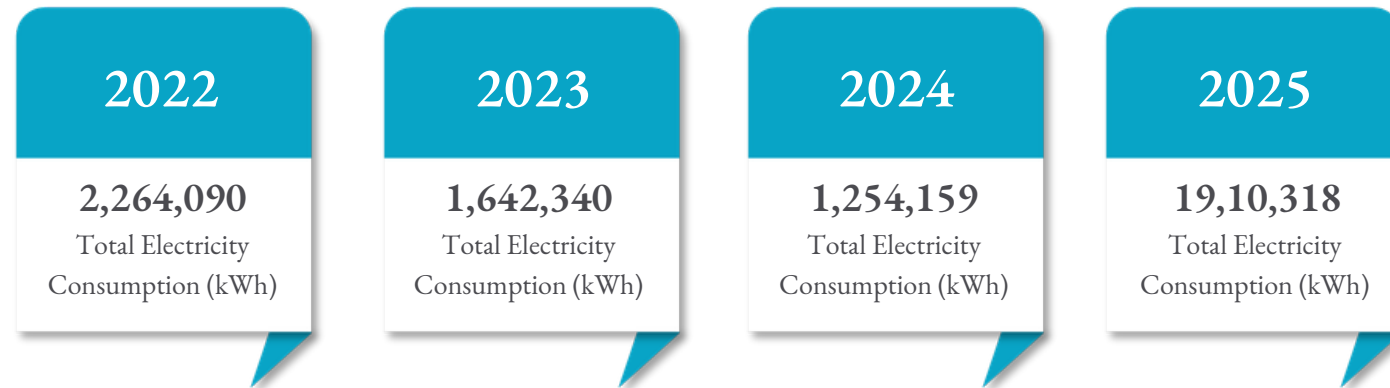 2022
2,264,090
Total Electricity
Consumption (kWh)
2023
1,642,340
Total Electricity
Consumption (kWh)
2024
1,254,159
Total Electricity
Consumption (kWh)
2025
19,10,318
Total Electricity
Consumption (kWh)